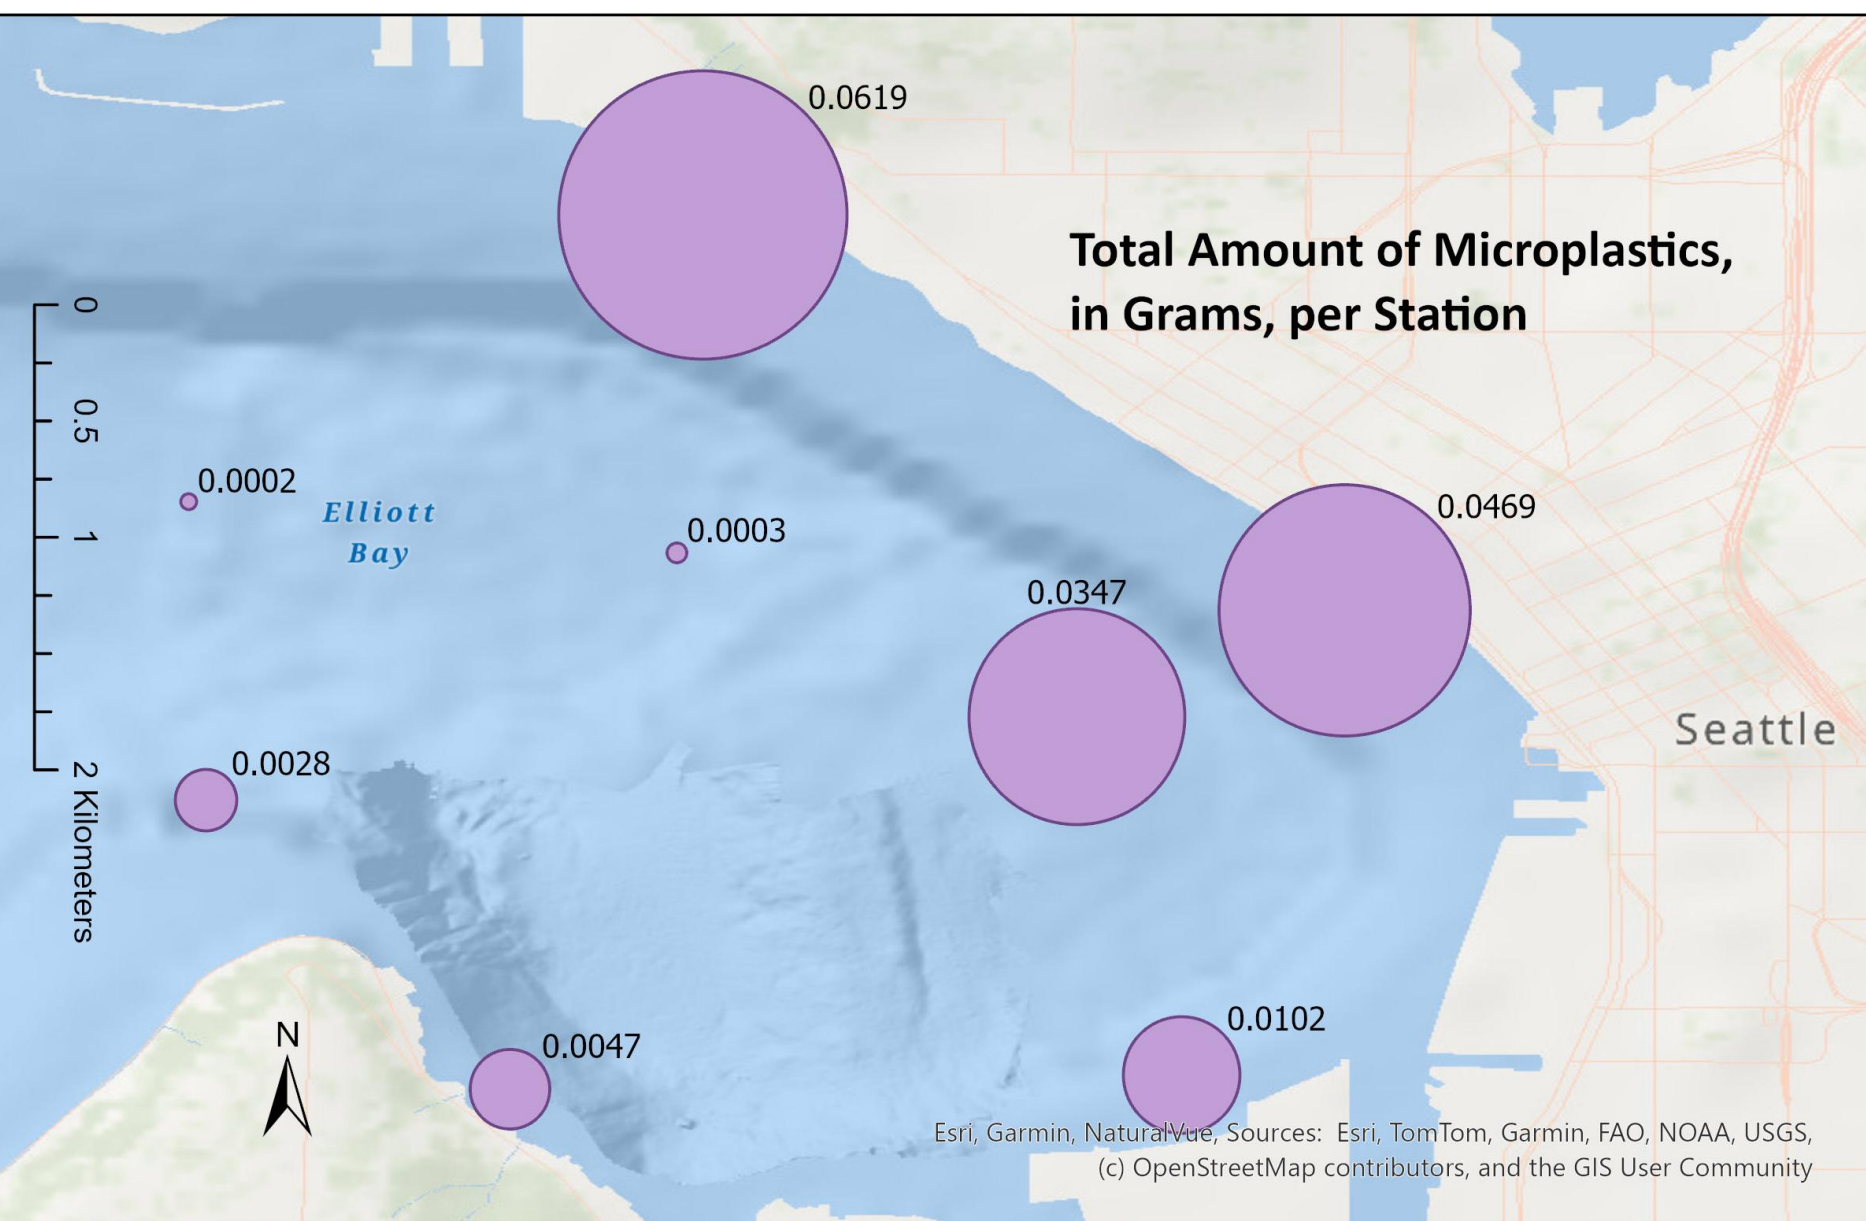 0.0619
Total Amount of Microplastics,
in Grams, per Station
0
0.5
1
2 Kilometers
0.0002
Elliott
Bay
0.0003
0.0469
0.0347
Seattle
0.0028
N
0.0047
0.0102
Esri, Garmin, NaturalVue, Sources: Esri, TomTom, Garmin, FAO, NOAA, USGS,
(c) OpenStreetMap contributors, and the GIS User Community